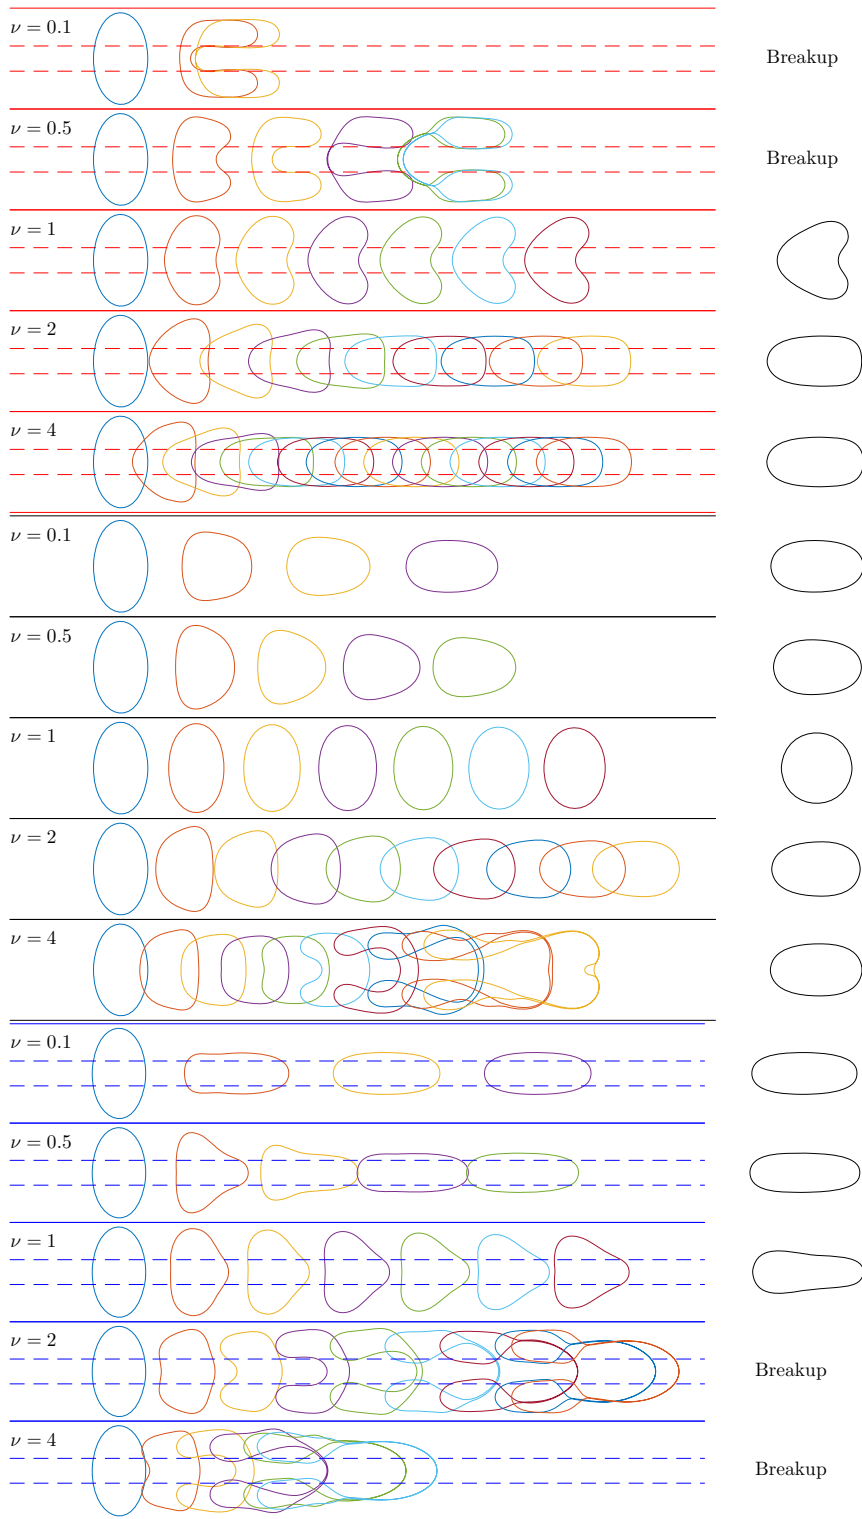 ν = 0.1
Breakup
ν = 0.5
Breakup
ν = 1
ν = 2
ν = 4
ν = 0.1
ν = 0.5
ν = 1
ν = 2
ν = 4
ν = 0.1
ν = 0.5
ν = 1
ν = 2
Breakup
ν = 4
Breakup